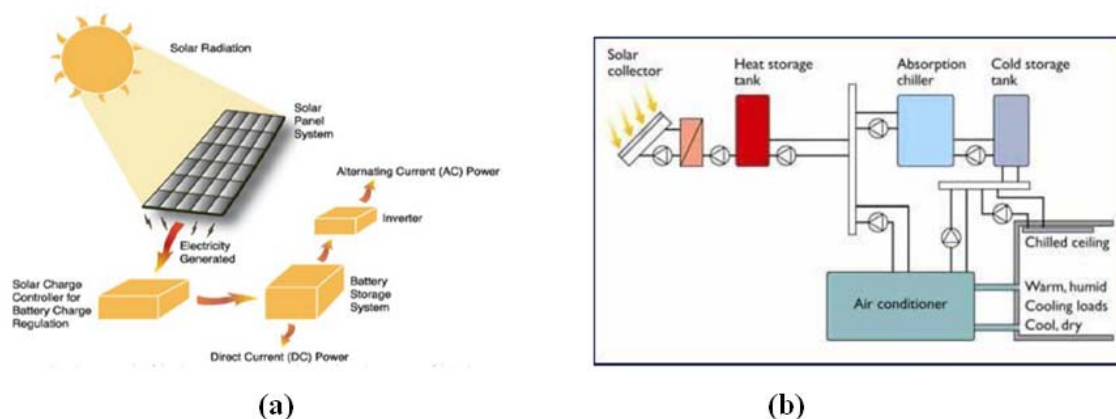 Solar Radiation
Solar
Panel
System
Alternating Current (AC) Power
Inverter
Electricity
Generated
Solar Charge
Controller for
Battery Charge
Regulation
Battery
Storage
System
Direct Current (DC) Power
(a)
Solar
collector
Heat storage
tank
Absorption
chiller
Cold storage
tank
Chilled ceiling
Air conditioner
Warm, humid
Cooling loads
Cool, dry
(b)